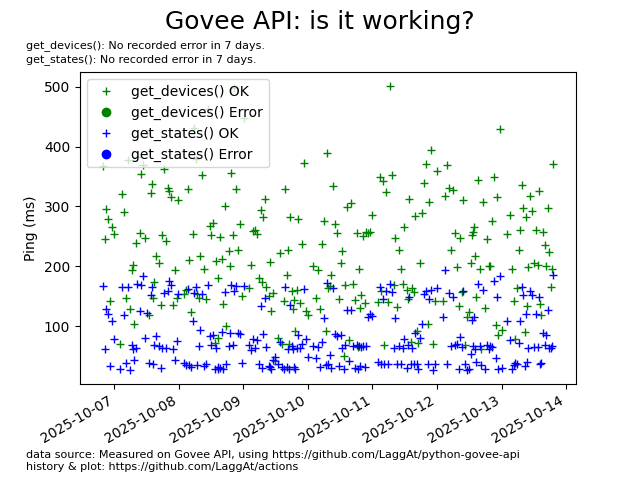 Govee API: is it working?
get_devices(): No recorded error in 7 days.
get_states(): No recorded error in 7 days.
get_devices() OK
get_devices() Error
get_states() OK
get_states() Error
Ping (ms)
500
400
300
200
100
2025-10-07
2025-10-08
2025-10-09
2025-10-10
2025-10-11
2025-10-12
2025-10-13
2025-10-14
data source: Measured on Govee API, using https://github.com/LaggAt/python-govee-api
history & plot: https://github.com/LaggAt/actions